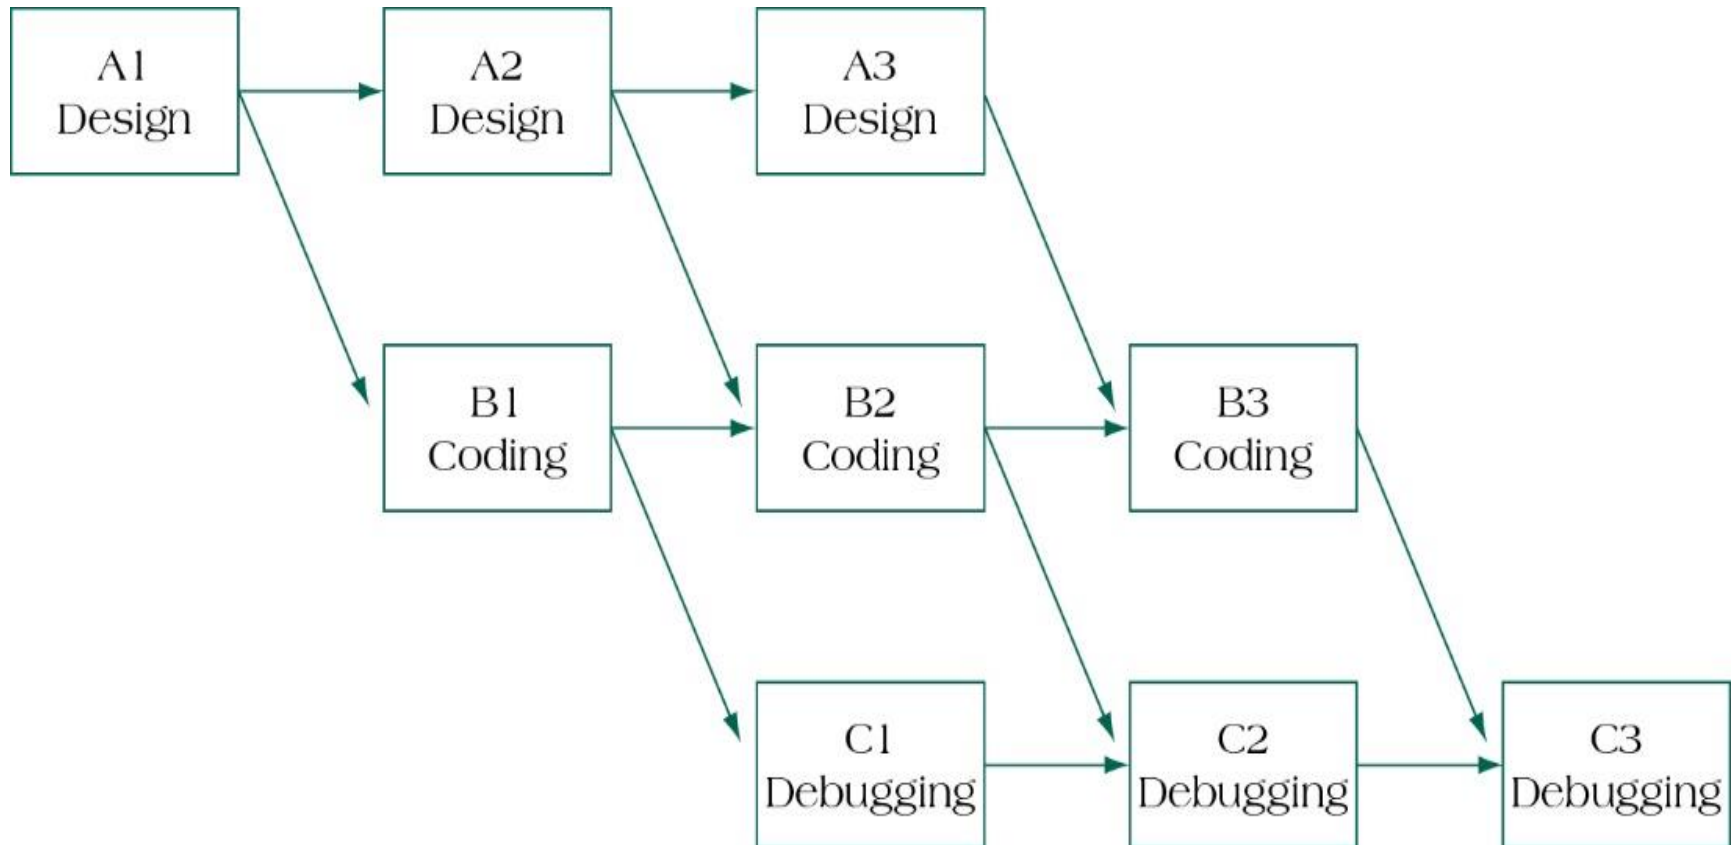 A1
Design
A2
Design
A3
Design
B1
Coding
B2
Coding
B3
Coding
C1
Debugging
C2
Debugging
C3
Debugging